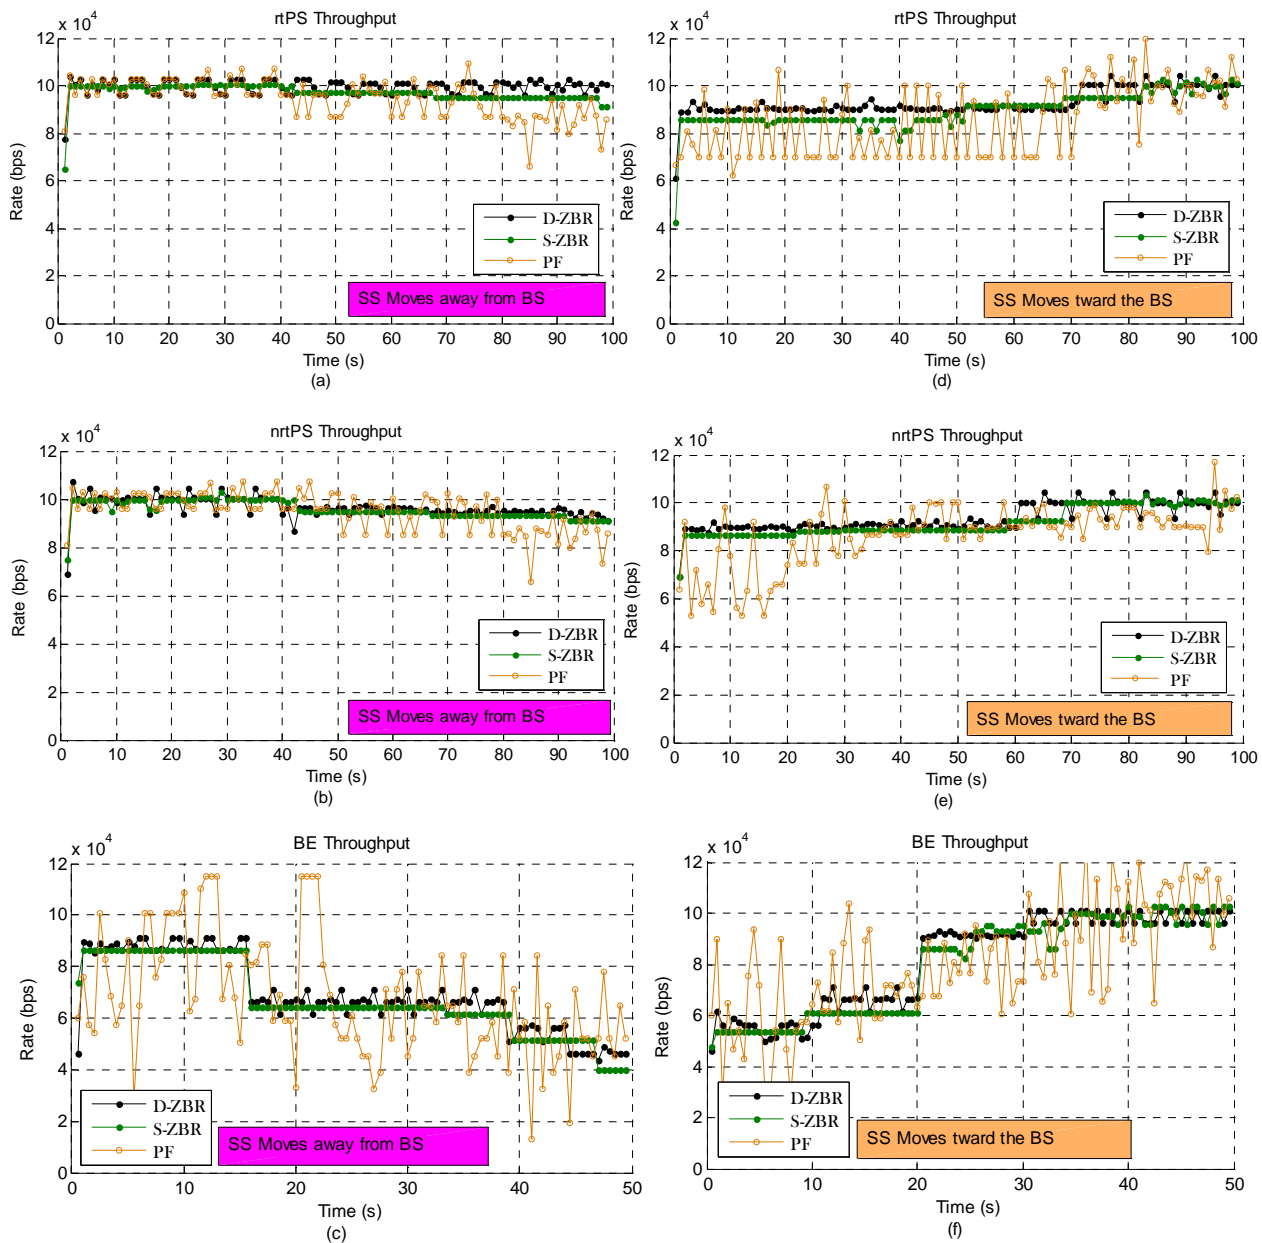 rtPS Throughput
x 10^4
12
10
8
6
4
2
0
Rate (bps)
D-ZBR
S-ZBR
PF
SS Moves away from BS
0 10 20 30 40 50 60 70 80 90 100
Time (s)
(a)
rtPS Throughput
x 10^4
12
10
8
6
4
2
0
Rate (bps)
D-ZBR
S-ZBR
PF
SS Moves tward the BS
0 10 20 30 40 50 60 70 80 90 100
Time (s)
(d)
nrtPS Throughput
x 10^4
12
10
8
6
4
2
0
Rate (bps)
D-ZBR
S-ZBR
PF
SS Moves away from BS
0 10 20 30 40 50 60 70 80 90 100
Time (s)
(b)
nrtPS Throughput
x 10^4
12
10
8
6
4
2
0
Rate (bps)
D-ZBR
S-ZBR
PF
SS Moves tward the BS
0 10 20 30 40 50 60 70 80 90 100
Time (s)
(e)
BE Throughput
x 10^4
12
10
8
6
4
2
0
Rate (bps)
D-ZBR
S-ZBR
PF
SS Moves away from BS
0 10 20 30 40 50
Time (s)
(c)
BE Throughput
x 10^4
12
10
8
6
4
2
0
Rate (bps)
D-ZBR
S-ZBR
PF
SS Moves tward the BS
0 10 20 30 40 50
Time (s)
(f)